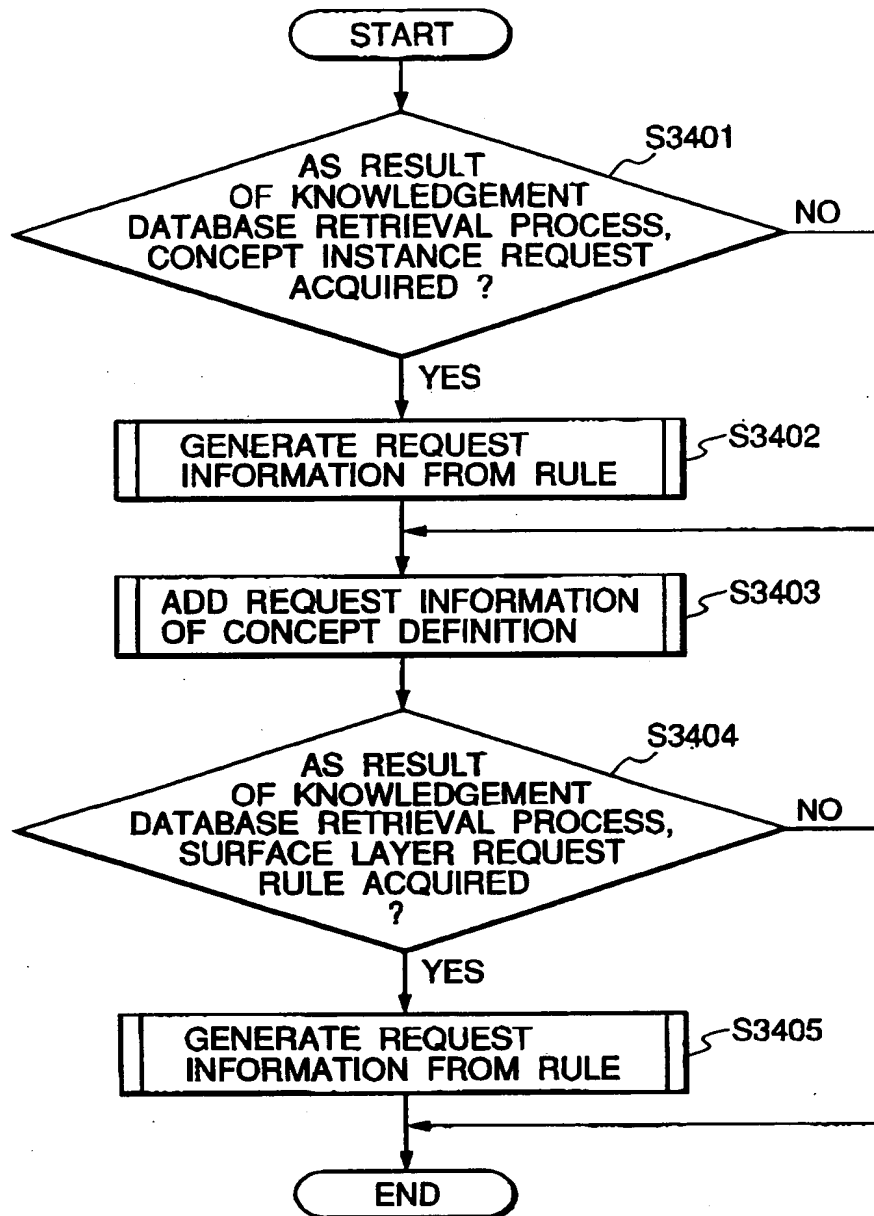 START
S3401
AS RESULT
OF KNOWLEDGEMENT
DATABASE RETRIEVAL PROCESS,
CONCEPT INSTANCE REQUEST
ACQUIRED ?
NO
YES
GENERATE REQUEST
INFORMATION FROM RULE
S3402
ADD REQUEST INFORMATION
OF CONCEPT DEFINITION
S3403
S3404
AS RESULT
OF KNOWLEDGEMENT
DATABASE RETRIEVAL PROCESS,
SURFACE LAYER REQUEST
RULE ACQUIRED
?
NO
YES
GENERATE REQUEST
INFORMATION FROM RULE
S3405
END